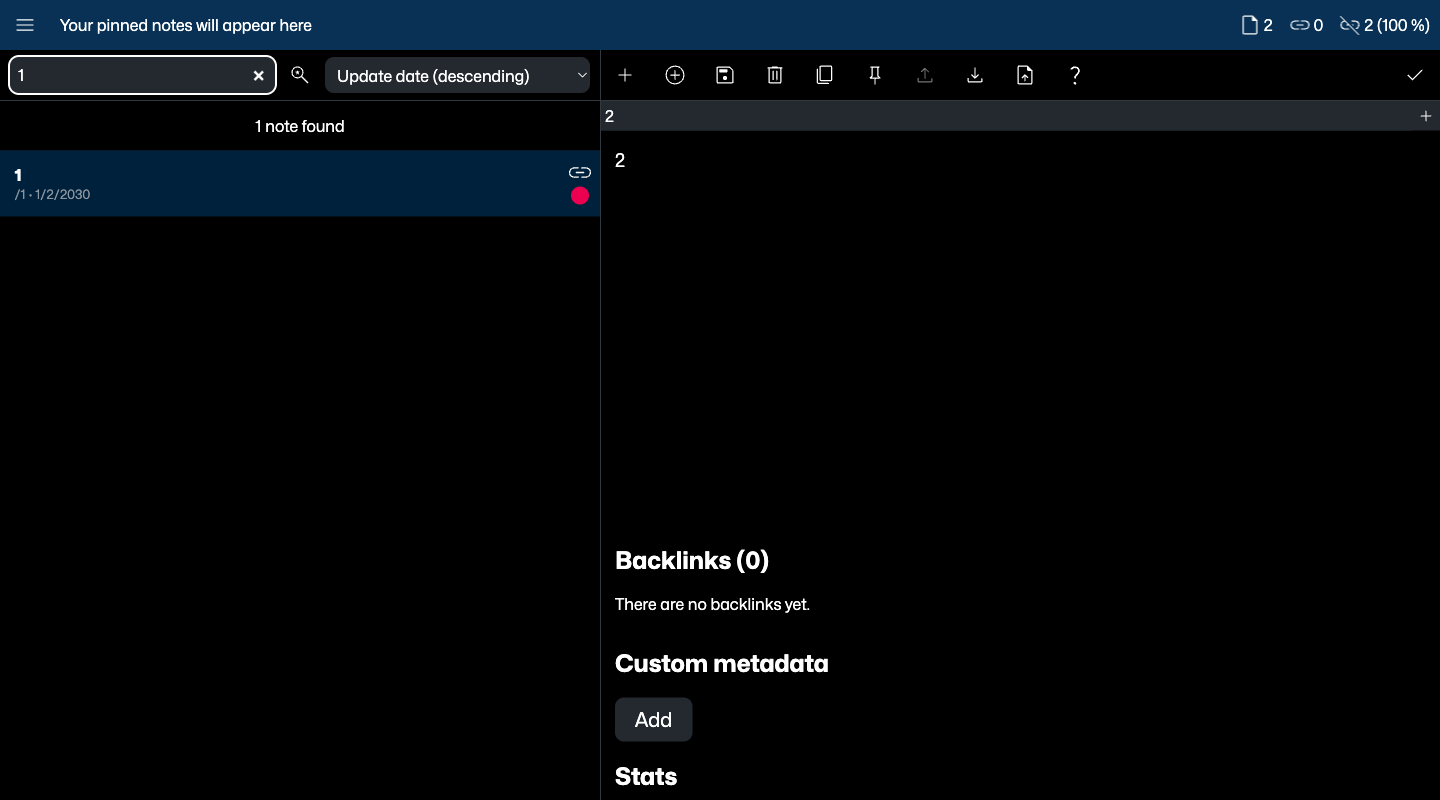 Your pinned notes will appear here
2
0
2 (100 %)
1
Update date (descending)
1 note found
1
/1 • 1/2/2030
2
2
Backlinks (0)
There are no backlinks yet.
Custom metadata
Add
Stats